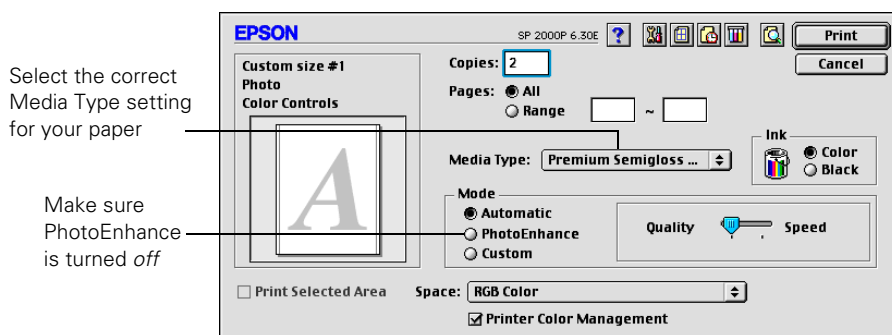 EPSON
SP 2000P 6.30E
?
Print
Cancel
Custom size #1
Photo
Color Controls
A
Copies: 2
Pages: All
Range ~
Select the correct
Media Type setting
for your paper
Media Type: Premium Semigloss ...
Ink
Color
Black
Make sure
PhotoEnhance
is turned off
Mode
Automatic
PhotoEnhance
Custom
Quality Speed
Print Selected Area
Space: RGB Color
Printer Color Management